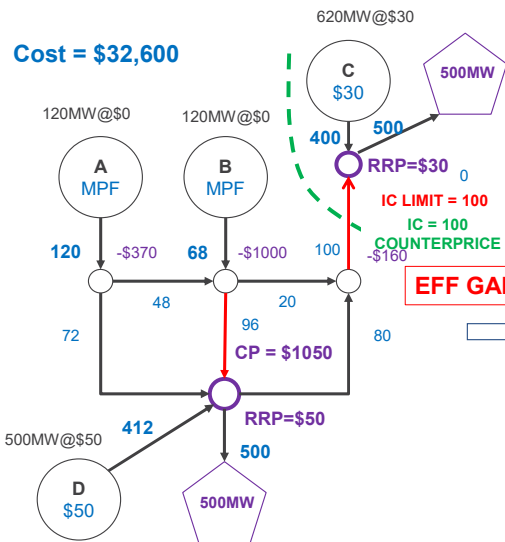 620MW@$30
Cost = $32,600
C
$30
500MW
120MW@$0
120MW@$0
400
500
A
MPF
B
MPF
RRP=$30
0
IC LIMIT = 100
IC = 100
COUNTERPRICE
120
-$370
68
-$1000
100
-$160
48
20
EFF GA
72
96
80
CP = $1050
RRP=$50
412
500MW@$50
500
D
$50
500MW